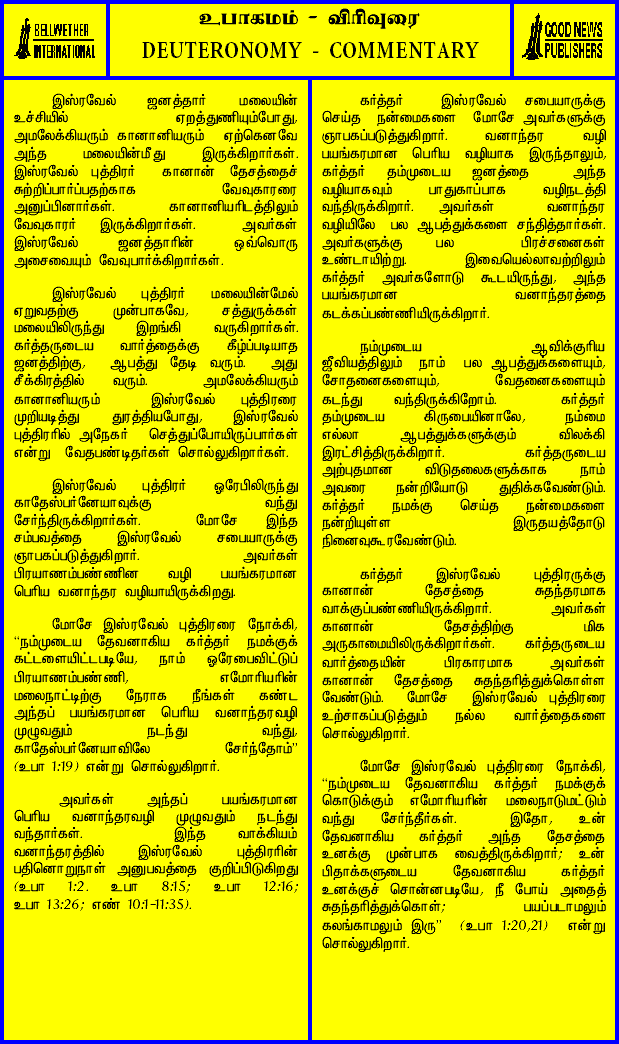 BELLWETHER
INTERNATIONAL
உபாகமம் - விரிவுரை
DEUTERONOMY - COMMENTARY
GOOD NEWS
PUBLISHERS
இஸ்ரவேல் ஜனத்தார் மலையின்
உச்சியில் ஏறத்துணியும்போது,
அமலேக்கியரும் கானானியரும் ஏற்கெனவே
அந்த மலையின்மீது இருக்கிறார்கள்.
இஸ்ரவேல் புத்திரர் கானான் தேசத்தைச்
சுற்றிப்பார்ப்பதற்காக வேவுகாரரை
அனுப்பினார்கள். கானானியரிடத்திலும்
வேவுகாரர் இருக்கிறார்கள். அவர்கள்
இஸ்ரவேல் ஜனத்தாரின் ஒவ்வொரு
அசைவையும் வேவுபார்க்கிறார்கள்.
இஸ்ரவேல் புத்திரர் மலையின்மேல்
ஏறுவதற்கு முன்பாகவே, சத்துருக்கள்
மலையிலிருந்து இறங்கி வருகிறார்கள்.
கர்த்தருடைய வார்த்தைக்கு கீழ்ப்படியாத
ஜனத்திற்கு, ஆபத்து தேடி வரும். அது
சீக்கிரத்தில் வரும். அமலேக்கியரும்
கானானியரும் இஸ்ரவேல் புத்திரரை
முறியடித்து துரத்தியபோது, இஸ்ரவேல்
புத்திரரில் அநேகர் செத்துப்போயிருப்பார்கள்
என்று வேதபண்டிதர்கள் சொல்லுகிறார்கள்.
இஸ்ரவேல் புத்திரர் ஒரேபிலிருந்து
காதேஸ்பர்னேயாவுக்கு வந்து
சேர்ந்திருக்கிறார்கள். மோசே இந்த
சம்பவத்தை இஸ்ரவேல் சபையாருக்கு
ஞாபகப்படுத்துகிறார். அவர்கள்
பிரயாணம்பண்ணின வழி பயங்கரமான
பெரிய வனாந்தர வழியாயிருக்கிறது.
மோசே இஸ்ரவேல் புத்திரரை நோக்கி,
“நம்முடைய தேவனாகிய கர்த்தர் நமக்குக்
கட்டளையிட்டபடியே, நாம் ஒரேபைவிட்டுப்
பிரயாணம்பண்ணி, எமோரியரின்
மலைநாட்டிற்கு நேராக நீங்கள் கண்ட
அந்தப் பயங்கரமான பெரிய வனாந்தரவழி
முழுவதும் நடந்து வந்து,
காதேஸ்பர்னேயாவிலே சேர்ந்தோம்”
(உபா 1:19) என்று சொல்லுகிறார்.
அவர்கள் அந்தப் பயங்கரமான
பெரிய வனாந்தரவழி முழுவதும் நடந்து
வந்தார்கள். இந்த வாக்கியம்
வனாந்தரத்தில் இஸ்ரவேல் புத்திரரின்
பதினொறுநாள் அனுபவத்தை குறிப்பிடுகிறது
(உபா 1:2. உபா 8:15; உபா 12:16;
உபா 13:26; எண் 10:1-11:35).
கர்த்தர் இஸ்ரவேல் சபையாருக்கு
செய்த நன்மைகளை மோசே அவர்களுக்கு
ஞாபகப்படுத்துகிறார். வனாந்தர வழி
பயங்கரமான பெரிய வழியாக இருந்தாலும்,
கர்த்தர் தம்முடைய ஜனத்தை அந்த
வழியாகவும் பாதுகாப்பாக வழிநடத்தி
வந்திருக்கிறார். அவர்கள் வனாந்தர
வழியிலே பல ஆபத்துக்களை சந்தித்தார்கள்.
அவர்களுக்கு பல பிரச்சனைகள்
உண்டாயிற்று. இவையெல்லாவற்றிலும்
கர்த்தர் அவர்களோடு கூடயிருந்து, அந்த
பயங்கரமான வனாந்தரத்தை
கடக்கப்பண்ணியிருக்கிறார்.
நம்முடைய ஆவிக்குரிய
ஜீவியத்திலும் நாம் பல ஆபத்துக்களையும்,
சோதனைகளையும், வேதனைகளையும்
கடந்து வந்திருக்கிறோம். கர்த்தர்
தம்முடைய கிருபையினாலே, நம்மை
எல்லா ஆபத்துக்களுக்கும் விலக்கி
இரட்சித்திருக்கிறார். கர்த்தருடைய
அற்புதமான விடுதலைகளுக்காக நாம்
அவரை நன்றியோடு துதிக்கவேண்டும்.
கர்த்தர் நமக்கு செய்த நன்மைகளை
நன்றியுள்ள இருதயத்தோடு
நினைவுகூரவேண்டும்.
கர்த்தர் இஸ்ரவேல் புத்திரருக்கு
கானான் தேசத்தை சுதந்தரமாக
வாக்குப்பண்ணியிருக்கிறார். அவர்கள்
கானான் தேசத்திற்கு மிக
அருகாமையிலிருக்கிறார்கள். கர்த்தருடைய
வார்த்தையின் பிரகாரமாக அவர்கள்
கானான் தேசத்தை சுதந்தரித்துக்கொள்ள
வேண்டும். மோசே இஸ்ரவேல் புத்திரரை
உற்சாகப்படுத்தும் நல்ல வார்த்தைகளை
சொல்லுகிறார்.
மோசே இஸ்ரவேல் புத்திரரை நோக்கி,
“நம்முடைய தேவனாகிய கர்த்தர் நமக்குக்
கொடுக்கும் எமோரியரின் மலைநாடுமட்டும்
வந்து சேர்ந்தீர்கள். இதோ, உன்
தேவனாகிய கர்த்தர் அந்த தேசத்தை
உனக்கு முன்பாக வைத்திருக்கிறார்; உன்
பிதாக்களுடைய தேவனாகிய கர்த்தர்
உனக்குச் சொன்னபடியே, நீ போய் அதைத்
சுதந்தரித்துக்கொள்; பயப்படாமலும்
கலங்காமலும் இரு” (உபா 1:20,21) என்று
சொல்லுகிறார்.